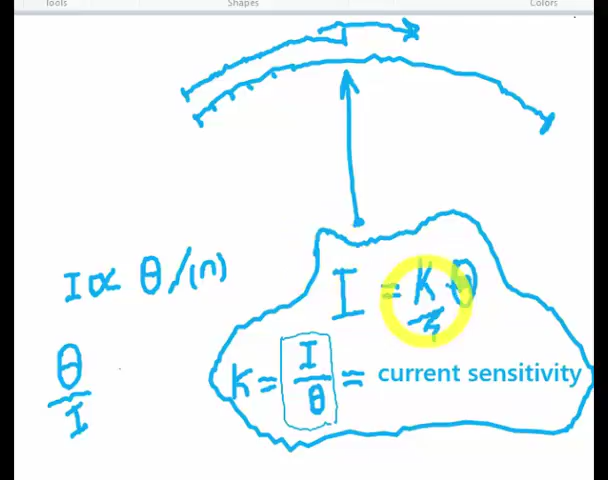 Tools Shapes Colors
I ∝ θ /(n)
I = K θ
K = I/θ = current sensitivity
θ/I